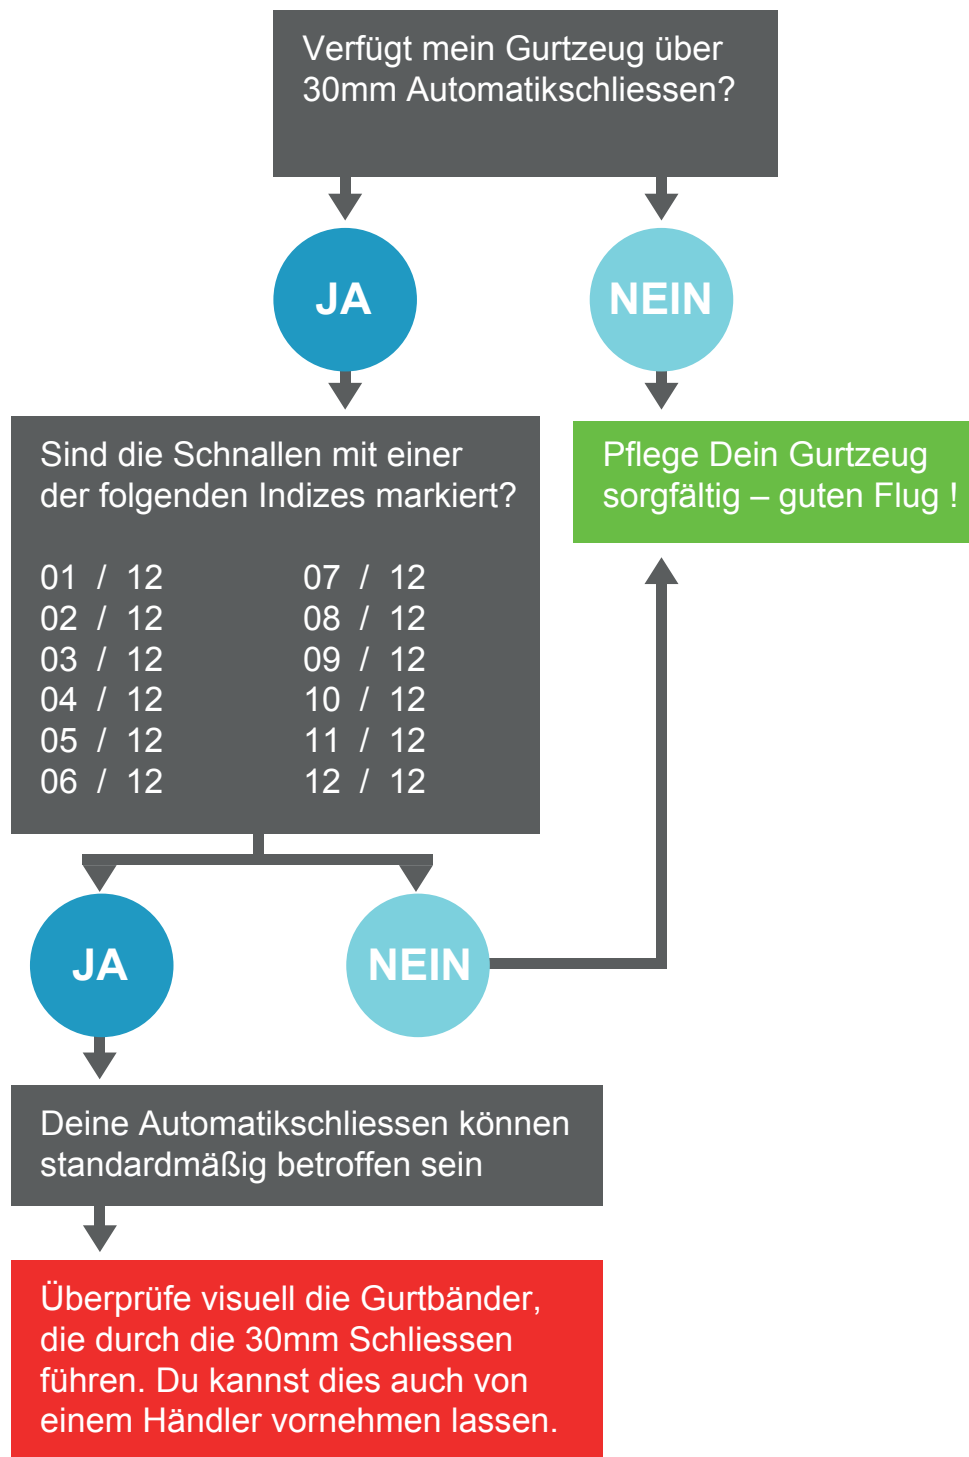 Verfügt mein Gurtzeug über
30mm Automatikschliessen?
JA
NEIN
Sind die Schnallen mit einer
der folgenden Indizes markiert?
01 / 12
02 / 12
03 / 12
04 / 12
05 / 12
06 / 12
07 / 12
08 / 12
09 / 12
10 / 12
11 / 12
12 / 12
Pflege Dein Gurtzeug
sorgfältig – guten Flug !
JA
NEIN
Deine Automatikschliessen können
standardmäßig betroffen sein
Überprüfe visuell die Gurtbänder,
die durch die 30mm Schliessen
führen. Du kannst dies auch von
einem Händler vornehmen lassen.